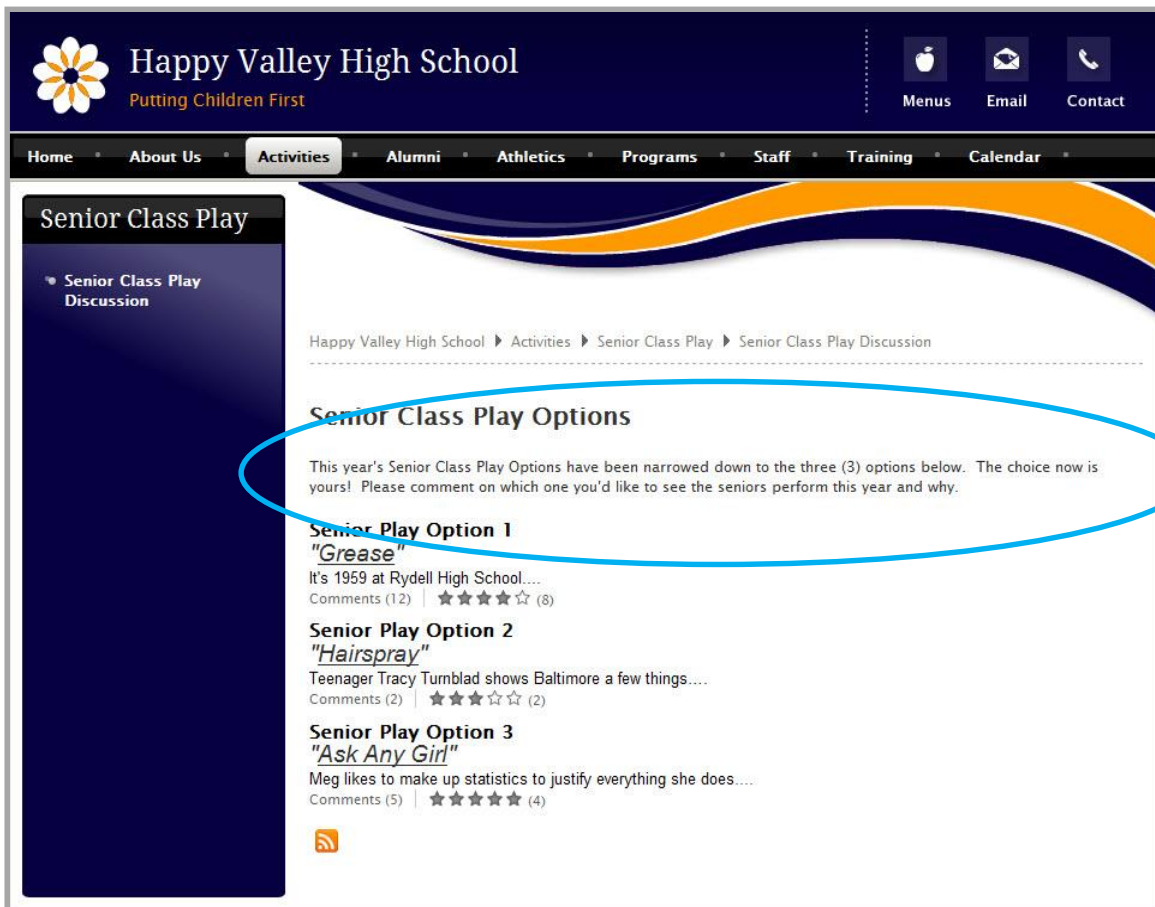 Happy Valley High School
Putting Children First
Menus
Email
Contact
Home
About Us
Activities
Alumni
Athletics
Programs
Staff
Training
Calendar
Senior Class Play
Senior Class Play
Discussion
Happy Valley High School
Activities
Senior Class Play
Senior Class Play Discussion
Senior Class Play Options
This year's Senior Class Play Options have been narrowed down to the three (3) options below. The choice now is
yours! Please comment on which one you'd like to see the seniors perform this year and why.
Senior Play Option 1
"Grease"
It's 1959 at Rydell High School....
Comments (12) (8)
Senior Play Option 2
"Hairspray"
Teenager Tracy Turnblad shows Baltimore a few things....
Comments (2) (2)
Senior Play Option 3
"Ask Any Girl"
Meg likes to make up statistics to justify everything she does....
Comments (5) (4)